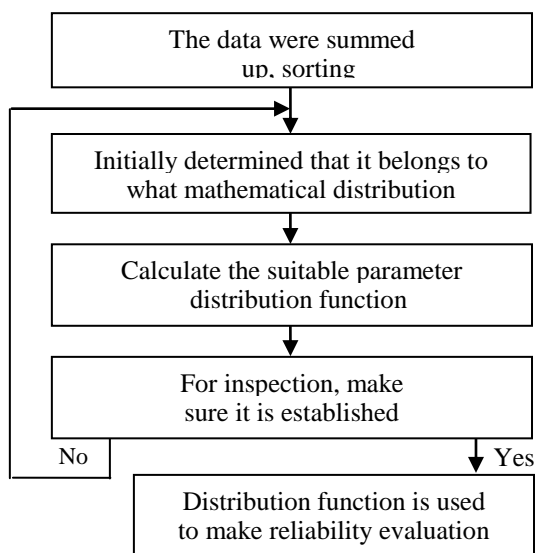 The data were summed
up, sorting
Initially determined that it belongs to
what mathematical distribution
Calculate the suitable parameter
distribution function
For inspection, make
sure it is established
No
Yes
Distribution function is used
to make reliability evaluation